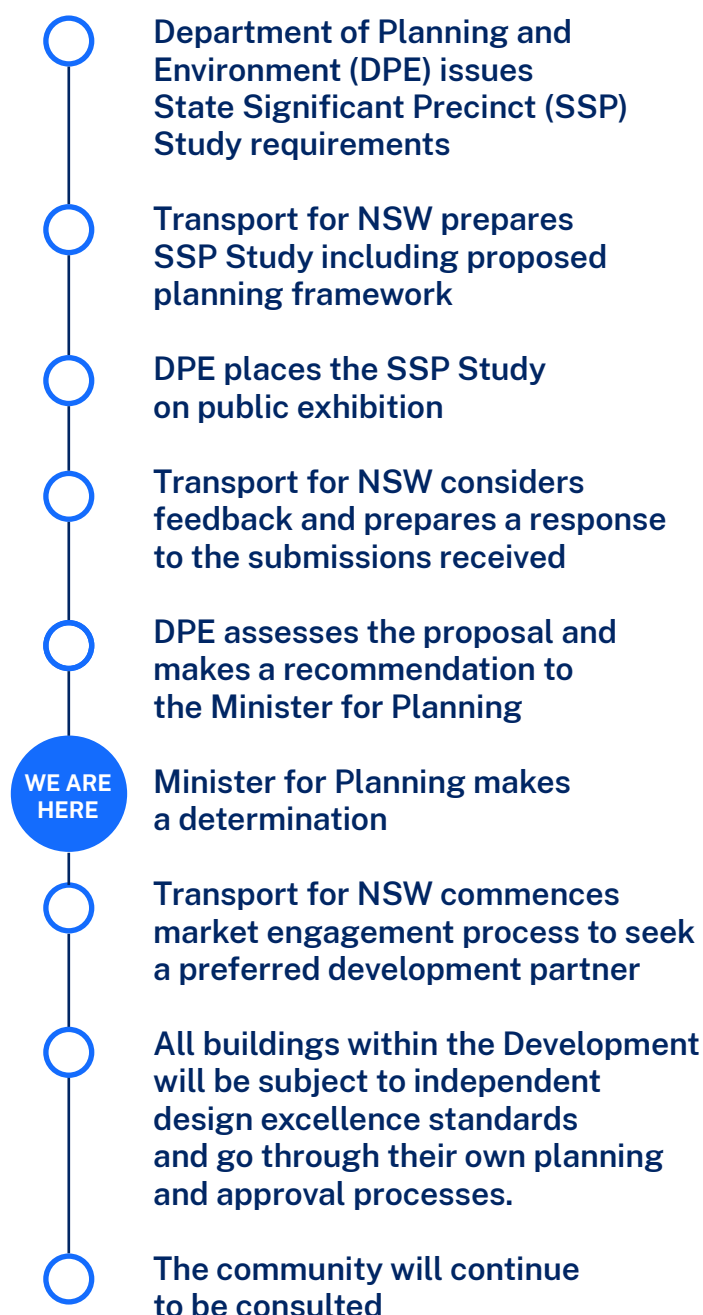 Department of Planning and
Environment (DPE) issues
State Significant Precinct (SSP)
Study requirements
Transport for NSW prepares
SSP Study including proposed
planning framework
DPE places the SSP Study
on public exhibition
Transport for NSW considers
feedback and prepares a response
to the submissions received
DPE assesses the proposal and
makes a recommendation to
the Minister for Planning
WE ARE
HERE
Minister for Planning makes
a determination
Transport for NSW commences
market engagement process to seek
a preferred development partner
All buildings within the Development
will be subject to independent
design excellence standards
and go through their own planning
and approval processes.
The community will continue
to be consulted